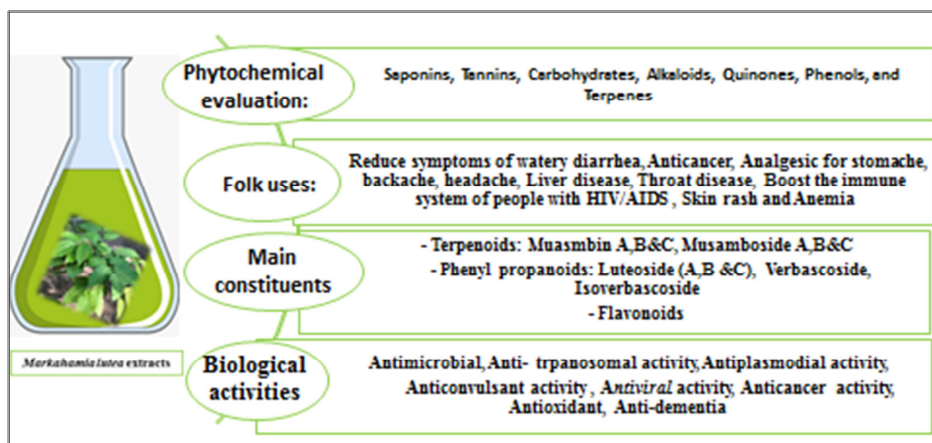 Phytochemical
evaluation:
Saponins, Tannins, Carbohydrates, Alkaloids, Quinones, Phenols, and
Terpenes
Folk uses:
Reduce symptoms of watery diarrhea, Anticancer, Analgesic for stomache,
backache, headache, Liver disease, Throat disease, Boost the immune
system of people with HIV/AIDS , Skin rash and Anemia
Main
constituents
- Terpenoids: Muasmbin A,B&C, Musamboside A,B&C
- Phenyl propanoids: Luteoside (A,B &C), Verbascoside,
Isoverbascoside
- Flavonoids
Markahamia lutea extracts
Biological
activities
Antimicrobial, Anti- trpanosomal activity, Antiplasmodial activity,
Anticonvulsant activity , Antiviral activity, Anticancer activity,
Antioxidant, Anti-dementia